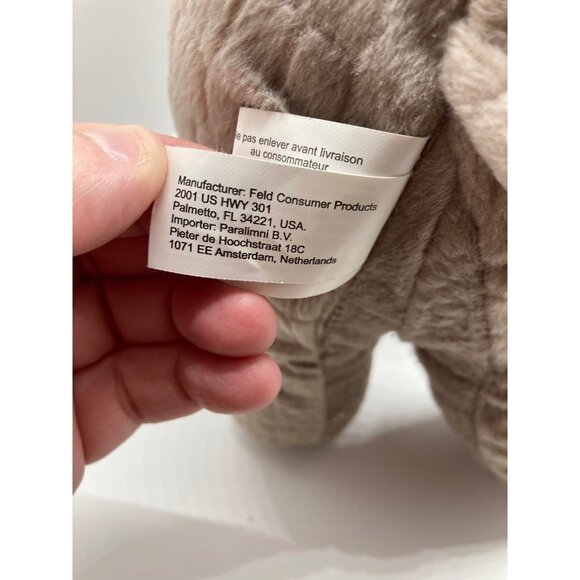 pas enlever avant livraison
au consommateur
Manufacturer: Feld Consumer Products
2001 US HWY 301
Palmetto, FL 34221, USA.
Importer: Paralimni B.V.
Pieter de Hoochstraat 18C
1071 EE Amsterdam, Netherlands